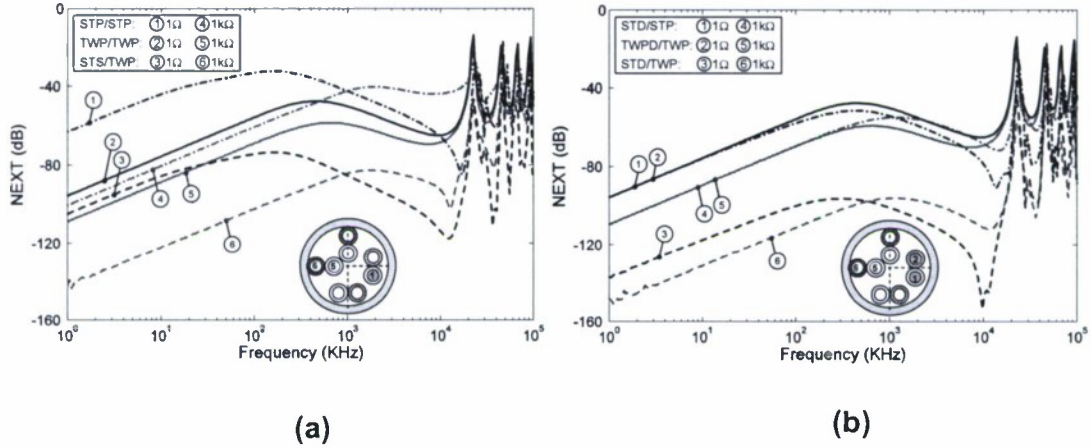 STP/STP: ①1Ω ④1kΩ
TWP/TWP: ②1Ω ⑤1kΩ
STS/TWP: ③1Ω ⑥1kΩ
0
-40
-80
-120
-160
NEXT (dB)
1
2
3
4
5
6
10⁰ 10¹ 10² 10³ 10⁴ 10⁵
Frequency (KHz)
(a)
STD/STP: ①1Ω ④1kΩ
TWPD/TWP: ②1Ω ⑤1kΩ
STD/TWP: ③1Ω ⑥1kΩ
0
-40
-80
-120
-160
NEXT (dB)
1
2
3
4
5
6
10⁰ 10¹ 10² 10³ 10⁴ 10⁵
Frequency (KHz)
(b)